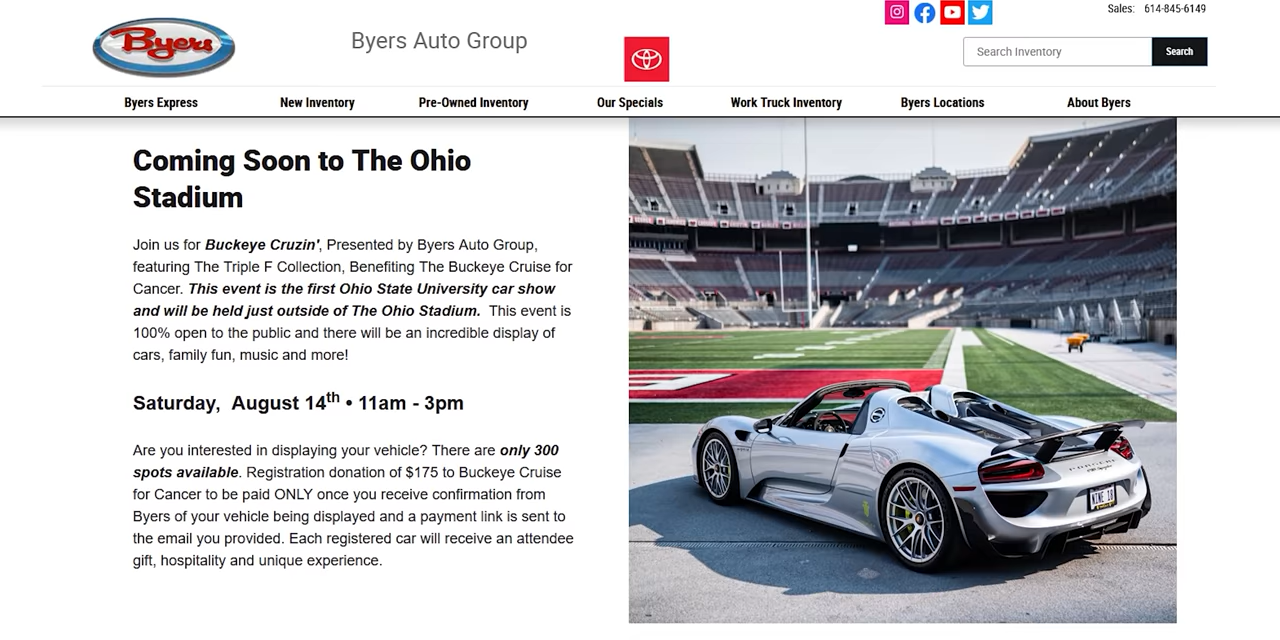 Sales: 614-845-6149
Byers
Byers Auto Group
Search Inventory
Search
Byers Express
New Inventory
Pre-Owned Inventory
Our Specials
Work Truck Inventory
Byers Locations
About Byers
Coming Soon to The Ohio
Stadium
Join us for Buckeye Cruzin', Presented by Byers Auto Group,
featuring The Triple F Collection, Benefiting The Buckeye Cruise for
Cancer. This event is the first Ohio State University car show
and will be held just outside of The Ohio Stadium. This event is
100% open to the public and there will be an incredible display of
cars, family fun, music and more!
Saturday, August 14th • 11am - 3pm
Are you interested in displaying your vehicle? There are only 300
spots available. Registration donation of $175 to Buckeye Cruise
for Cancer to be paid ONLY once you receive confirmation from
Byers of your vehicle being displayed and a payment link is sent to
the email you provided. Each registered car will receive an attendee
gift, hospitality and unique experience.
PORSCHE
NINE 18